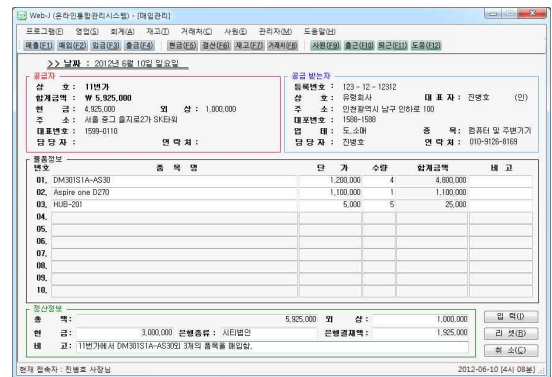 Web-J (온라인통합관리시스템) - [매입관리]
프로그램(F) 영업(S) 회계(A) 재고(T) 거래처(C) 사원(E) 관리자(M) 도움말(H)
매출(F1) 매입(F2) 입금(F3) 출금(F4) 현금(F5) 결산(F6) 재고(F7) 거래처(F8) 사원(F9) 출근(F10) 퇴근(F11) 도움(F12)
>> 날짜 : 2012년 6월 10일 일요일
공급자
상 호 : 11번가
합계금액 : ₩ 5,925,000
현 금 : 4,925,000 외 상 : 1,000,000
주 소 : 서울 중구 을지로2가 SK타워
대표번호 : 1599-0110
담 당 자 : 연 락 처 :
공급 받는자
등록번호 : 123 - 12 - 12312
상 호 : 유령회사 대 표 자 : 진병호 (인)
주 소 : 인천광역시 남구 인하로 100
대표번호 : 1588-1588
업 태 : 도.소매 종 목 : 컴퓨터 및 주변기기
담 당 자 : 진병호 연 락 처 : 010-9126-8169
물품정보
번호 품 목 명 단 가 수량 합계금액 비 고
01. DM301S1A-AS30 1,200,000 4 4,800,000
02. Aspire one D270 1,100,000 1 1,100,000
03. HUB-201 5,000 5 25,000
04.
05.
06.
07.
08.
09.
10.
정산정보
총 액 : 5,925,000 외 상 : 1,000,000
현 금 : 3,000,000 은행종류 : 시티법인 은행결재액 : 1,925,000
비 고 : 11번가에서 DM301S1A-AS30외 3개의 품목을 매입함.
입 력(I)
리 셋(R)
취 소(C)
현재 접속자 : 진병호 사장님 2012-06-10 [4시 08분]